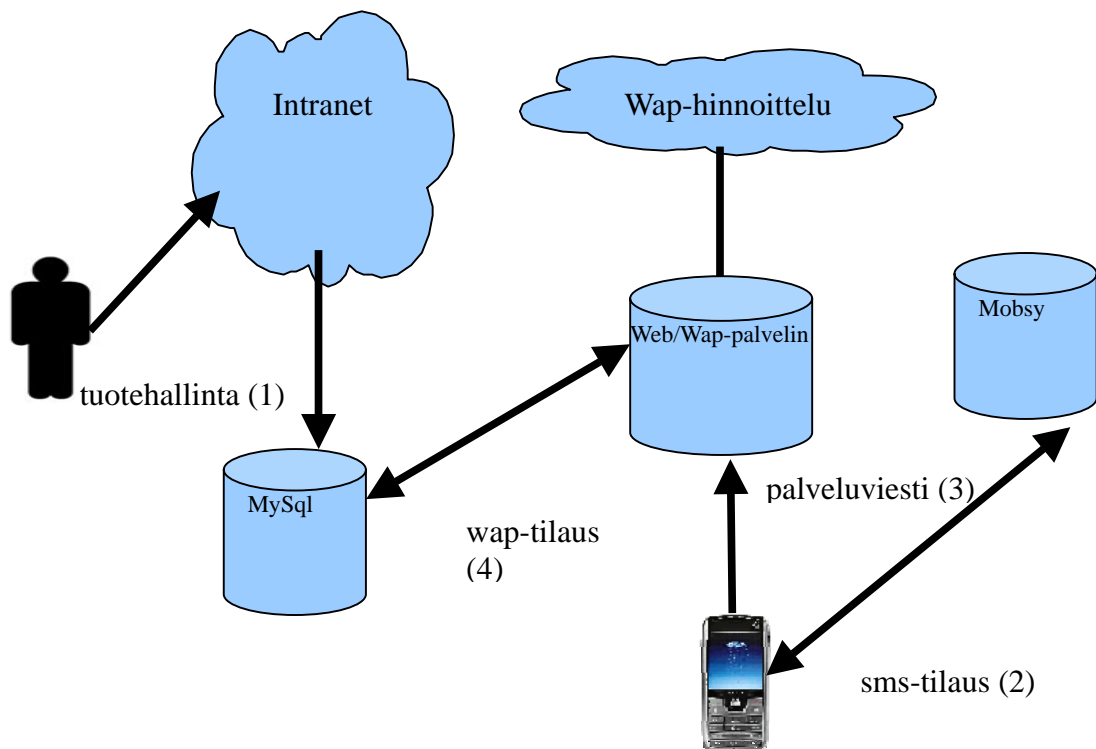 Intranet
Wap-hinnoittelu
Mobsy
Web/Wap-palvelin
tuotehallinta (1)
MySql
palveluviesti (3)
wap-tilaus
(4)
sms-tilaus (2)